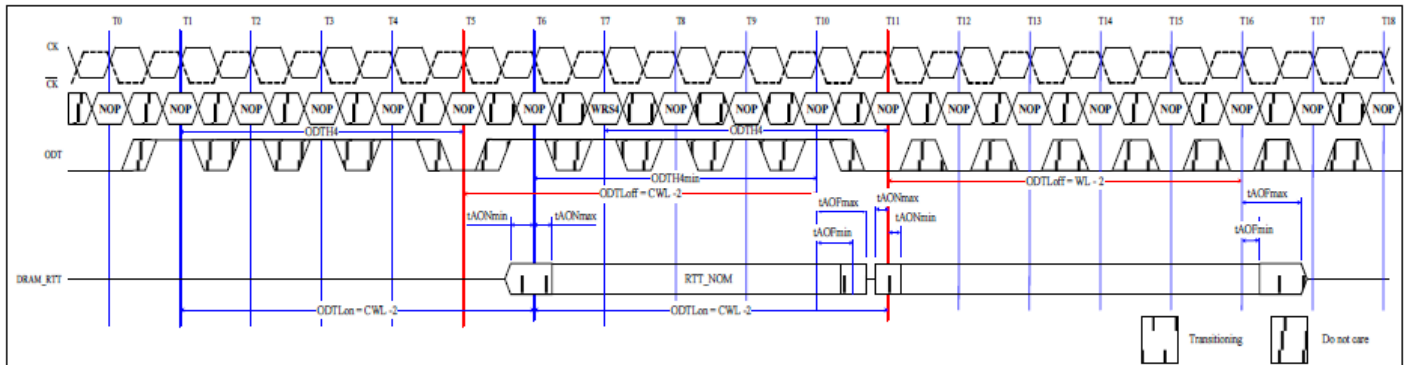 T0 T1 T2 T3 T4 T5 T6 T7 T8 T9 T10 T11 T12 T13 T14 T15 T16 T17 T18
CK
CK
NOP NOP NOP NOP NOP NOP NOP WRS4 NOP NOP NOP NOP NOP NOP NOP NOP NOP NOP NOP
ODTH4 ODTH4
ODT
ODTH4min ODTLoff = WL - 2
ODTLoff = CWL -2
tAOFmax tAONmax tAOFmax
tAONmin tAONmax tAONmin
tAOFmin tAOFmin
DRAM_RTT RTT_NOM
ODTLon = CWL -2 ODTLon = CWL -2
Transitioning Do not care